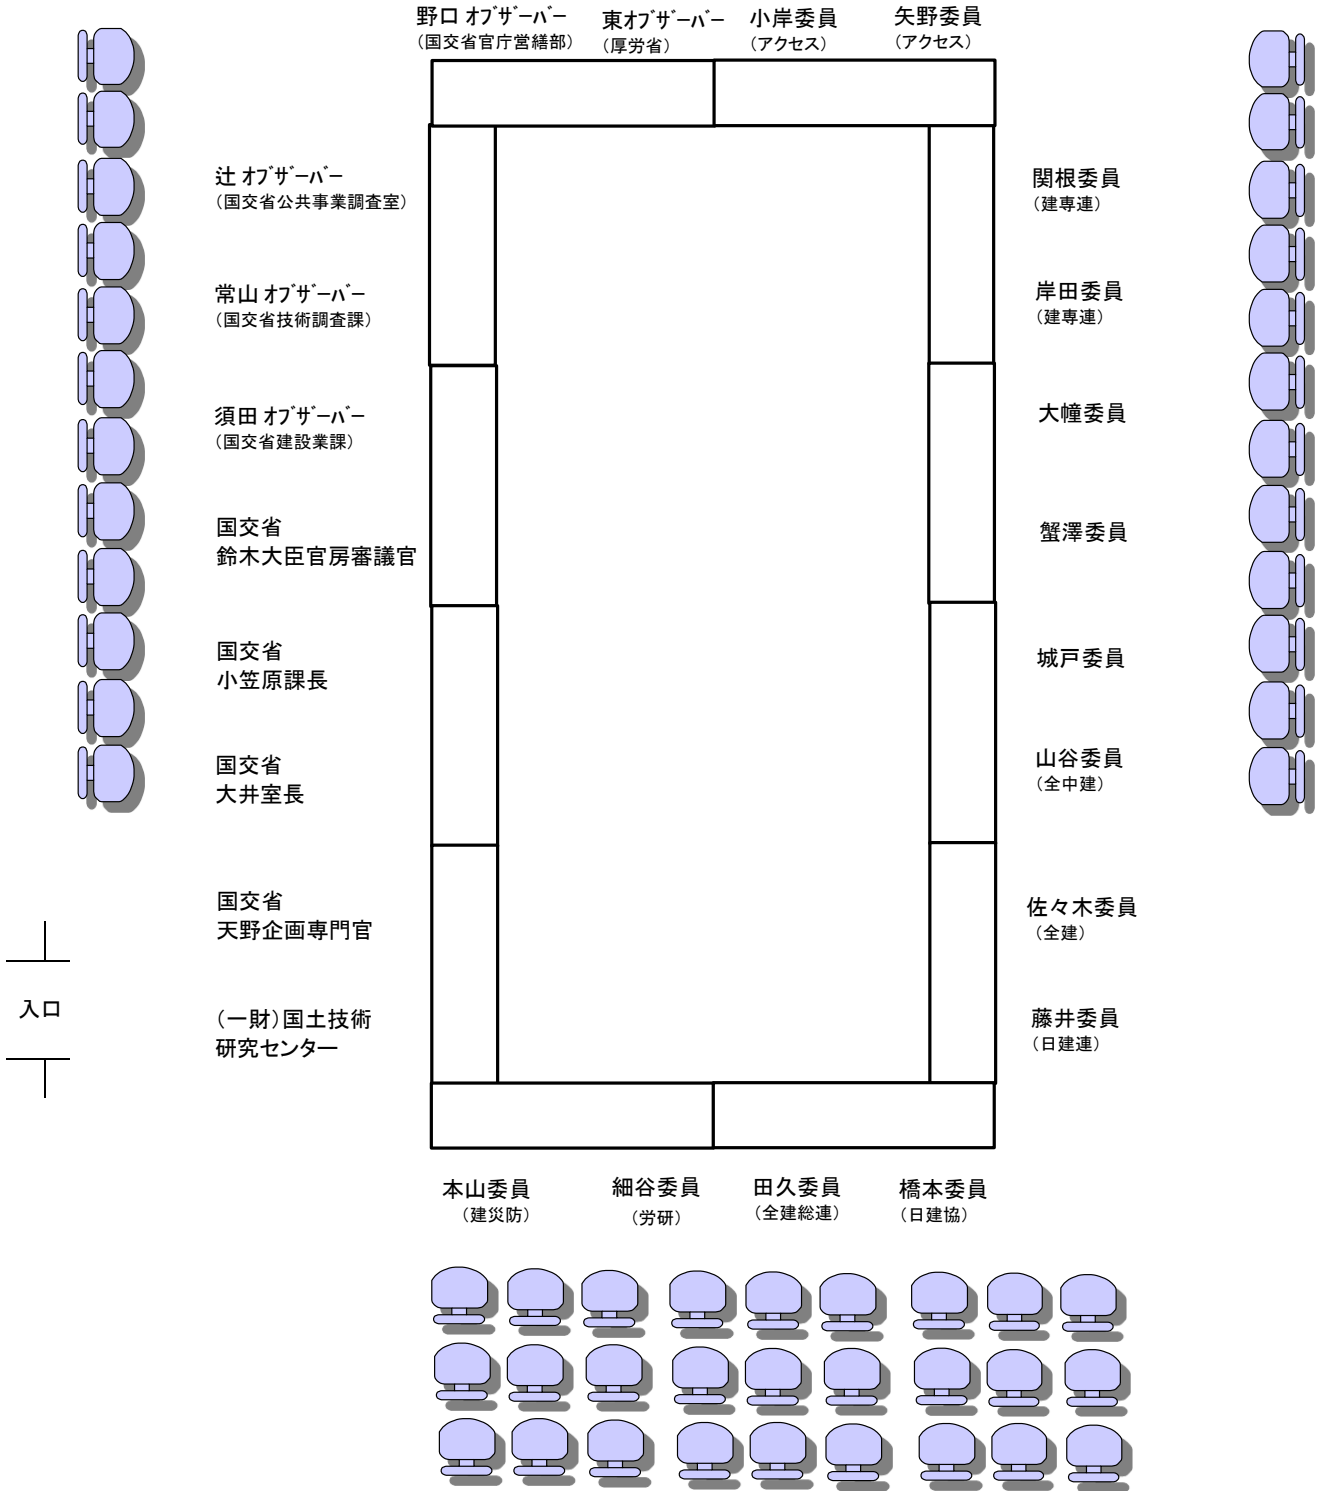 野口 オブザーバー
（国交省官庁営繕部）
東オブザーバー
（厚労省）
小岸委員
（アクセス）
矢野委員
（アクセス）
辻 オブザーバー
（国交省公共事業調査室）
常山 オブザーバー
（国交省技術調査課）
須田 オブザーバー
（国交省建設業課）
国交省
鈴木大臣官房審議官
国交省
小笠原課長
国交省
大井室長
国交省
天野企画専門官
（一財）国土技術
研究センター
関根委員
（建専連）
岸田委員
（建専連）
大幢委員
蟹澤委員
城戸委員
山谷委員
（全中建）
佐々木委員
（全建）
藤井委員
（日建連）
入口
本山委員
（建災防）
細谷委員
（労研）
田久委員
（全建総連）
橋本委員
（日建協）